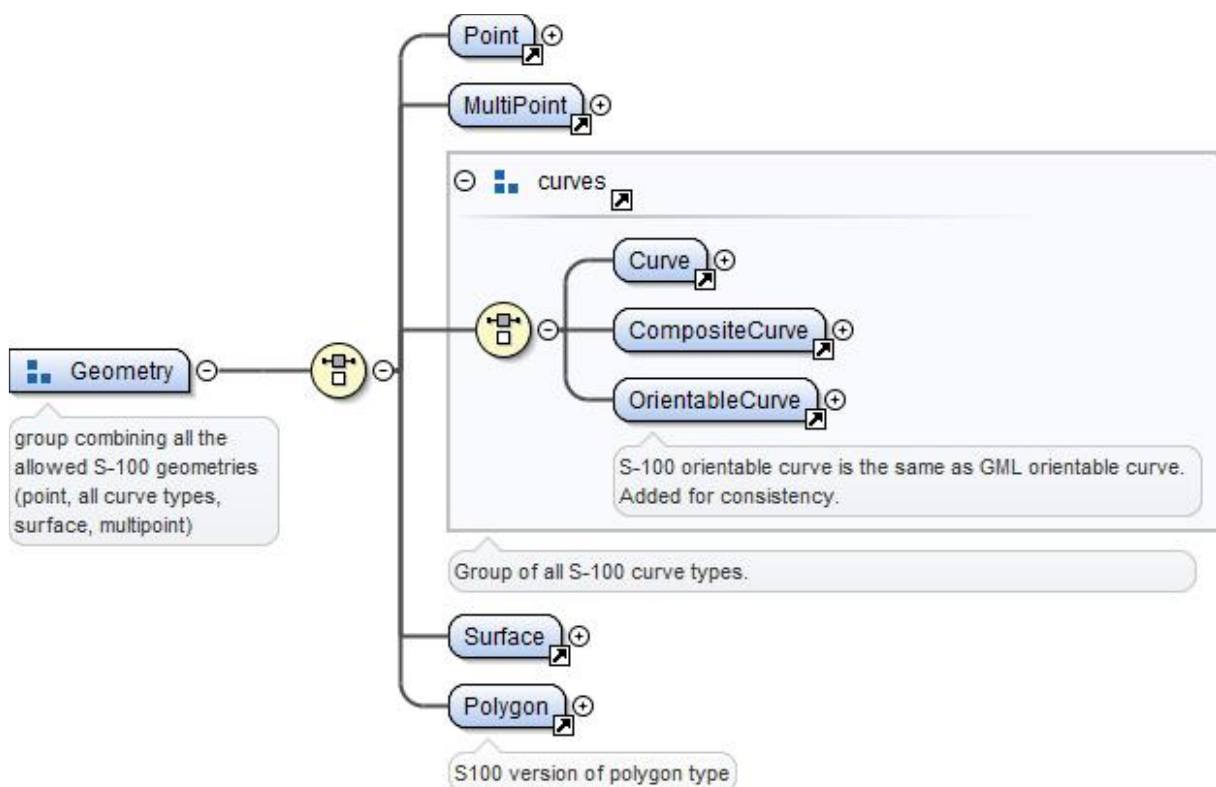 Point
MultiPoint
curves
Curve
CompositeCurve
OrientableCurve
S-100 orientable curve is the same as GML orientable curve.
Added for consistency.
Group of all S-100 curve types.
Geometry
group combining all the
allowed S-100 geometries
(point, all curve types,
surface, multipoint)
Surface
Polygon
S100 version of polygon type